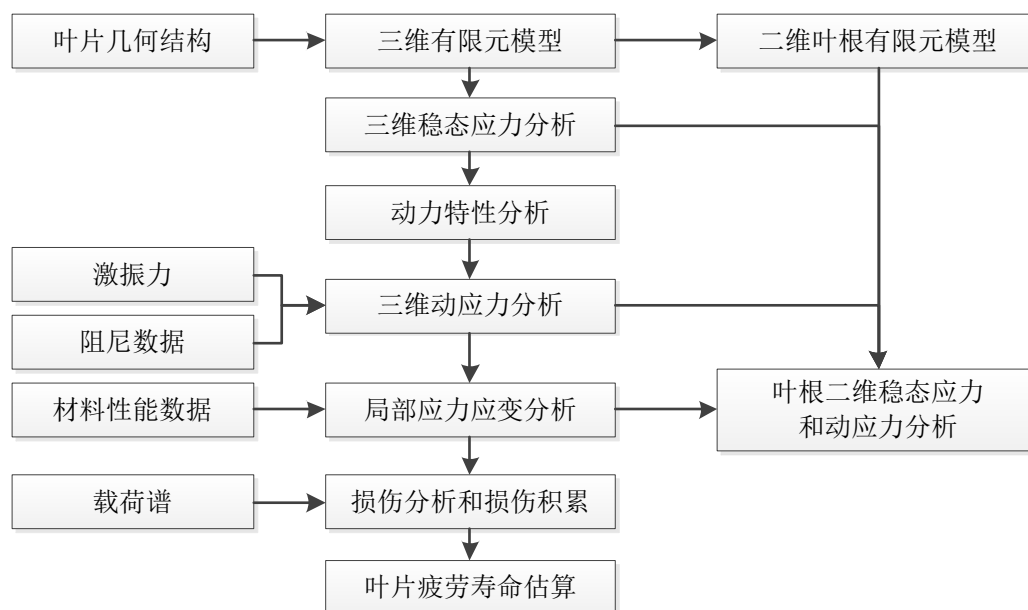 叶片几何结构
三维有限元模型
二维叶根有限元模型
三维稳态应力分析
动力特性分析
激振力
三维动应力分析
阻尼数据
材料性能数据
局部应力应变分析
叶根二维稳态应力
和动应力分析
载荷谱
损伤分析和损伤积累
叶片疲劳寿命估算